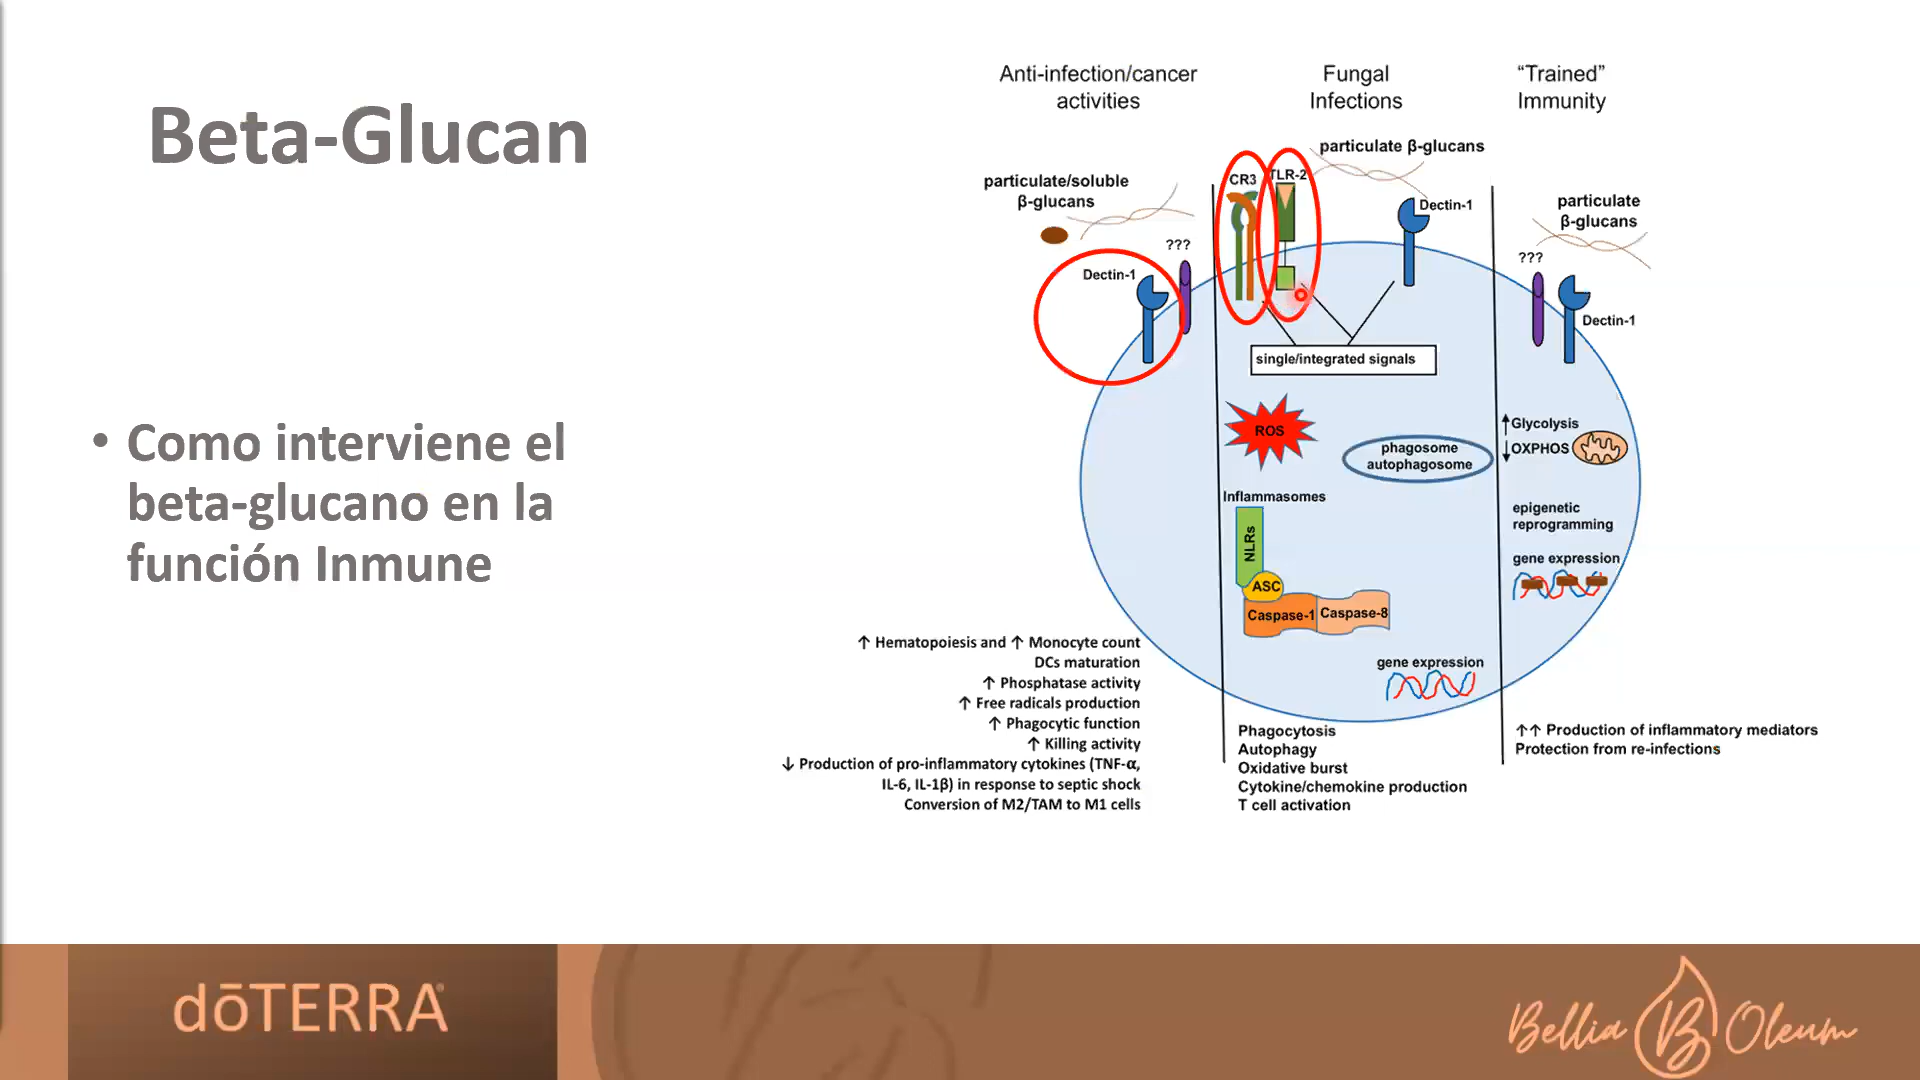 Beta-Glucan
• Como interviene el
beta-glucano en la
función Inmune
Anti-infection/cancer
activities
particulate/soluble
β-glucans
???
Dectin-1
↑ Hematopoiesis and ↑ Monocyte count
DCs maturation
↑ Phosphatase activity
↑ Free radicals production
↑ Phagocytic function
↑ Killing activity
↓ Production of pro-inflammatory cytokines (TNF-α,
IL-6, IL-1β) in response to septic shock
Conversion of M2/TAM to M1 cells
Fungal
Infections
particulate β-glucans
CR3
TLR-2
Dectin-1
single/integrated signals
ROS
phagosome
autophagosome
Inflammasomes
NLRs
ASC
Caspase-1
Caspase-8
gene expression
Phagocytosis
Autophagy
Oxidative burst
Cytokine/chemokine production
T cell activation
“Trained”
Immunity
particulate
β-glucans
???
Dectin-1
↑Glycolysis
↓OXPHOS
epigenetic
reprogramming
gene expression
↑↑ Production of inflammatory mediators
Protection from re-infections
dōTERRA
Bellia B Oleum